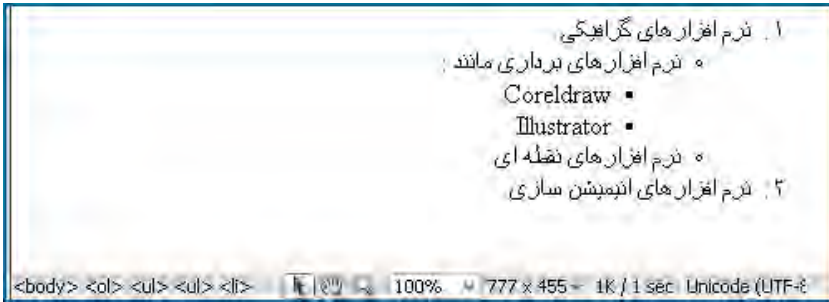 ۱. نرم افزارهای گرافیکی
نرم افزارهای برداری مانند :
Coreldraw
Illustrator
نرم افزارهای نقطه ای
۲. نرم افزارهای انیمیشن سازی
<body> <ol> <ul> <ul> <li> 100% 777 x 455 1K / 1 sec Unicode (UTF-8